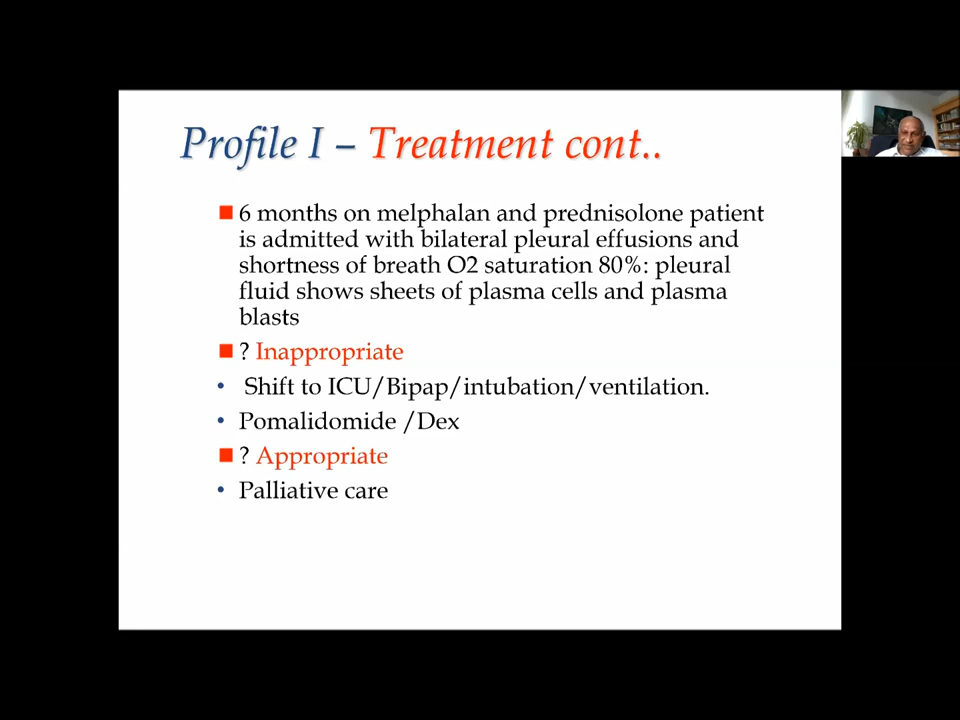 Profile I – Treatment cont..
6 months on melphalan and prednisolone patient
is admitted with bilateral pleural effusions and
shortness of breath O2 saturation 80%: pleural
fluid shows sheets of plasma cells and plasma
blasts
? Inappropriate
• Shift to ICU/Bipap/intubation/ventilation.
• Pomalidomide /Dex
? Appropriate
• Palliative care